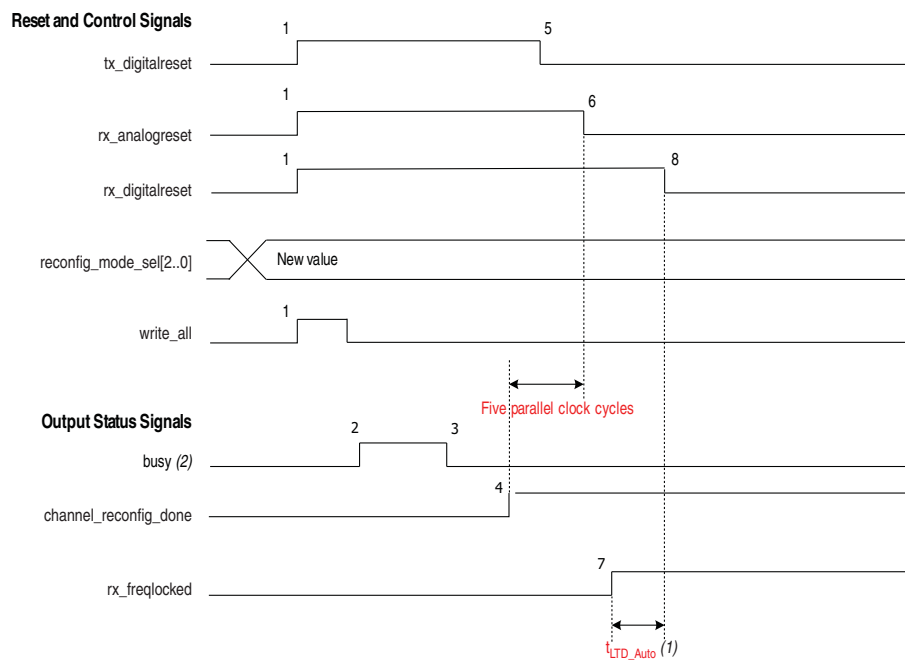 Reset and Control Signals
1
5
tx_digitalreset
1
6
rx_analogreset
1
8
rx_digitalreset
reconfig_mode_sel[2..0]
New value
1
write_all
Five parallel clock cycles
Output Status Signals
2
3
busy (2)
4
channel_reconfig_done
7
rx_freqlocked
tLTD_Auto (1)